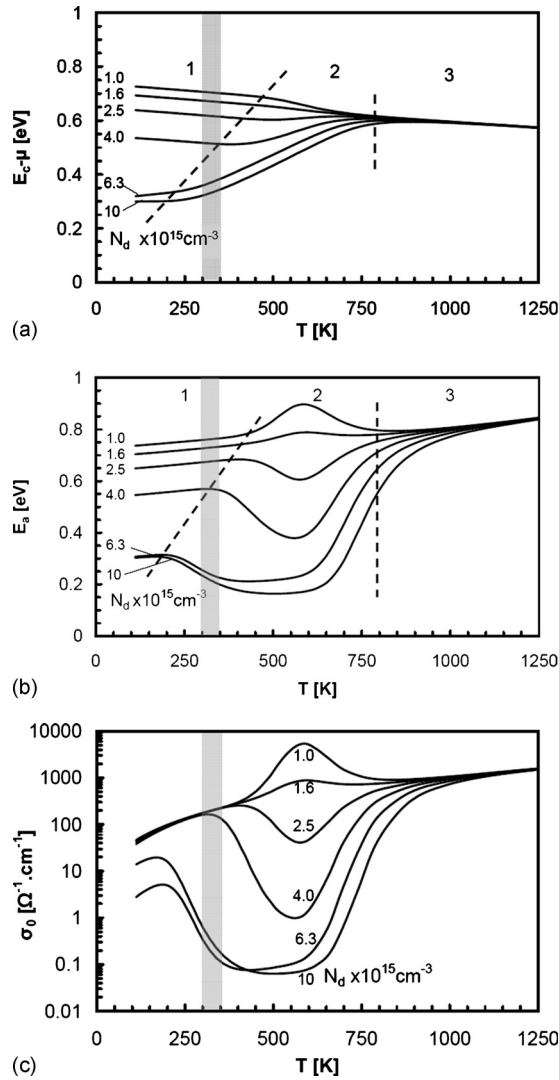 1
1 2 3
0.8
1.0
1.6
2.5
0.6
4.0
0.4
6.3
10
0.2
N_d x10^15cm^-3
0
0 250 500 750 1000 1250
E_c-μ [eV]
T [K]
(a)
1
1 2 3
0.8
1.0
1.6
2.5
0.6
4.0
0.4
6.3
10
0.2
N_d x10^15cm^-3
0
0 250 500 750 1000 1250
E_a [eV]
T [K]
(b)
10000
1.0
1000
1.6
2.5
100
10
4.0
1
6.3
0.1
10 N_d x10^15cm^-3
0.01
0 250 500 750 1000 1250
σ_0 [Ω^-1.cm^-1]
T [K]
(c)